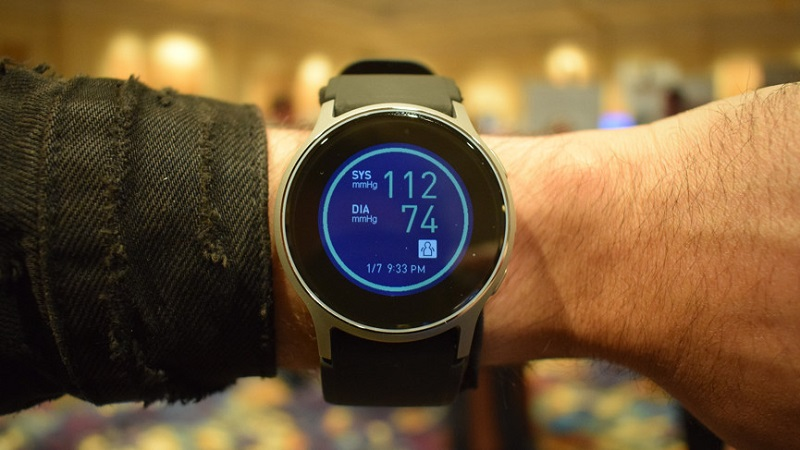 SYS 112
mmHg
DIA 74
mmHg
1/7 9:33 PM